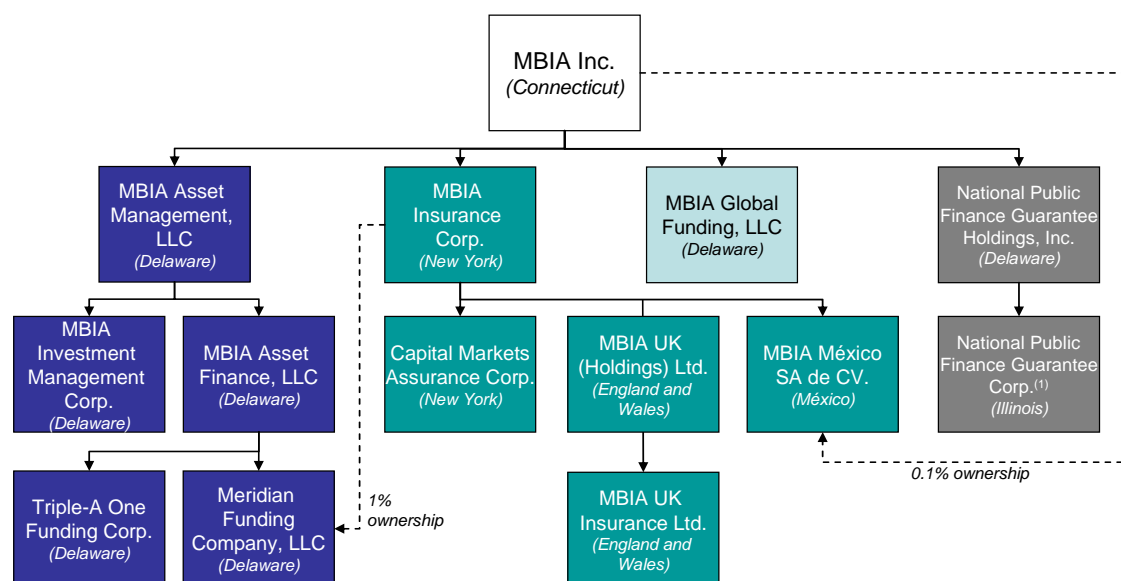 MBIA Inc.
(Connecticut)
MBIA Asset
Management,
LLC
(Delaware)
MBIA
Insurance
Corp.
(New York)
MBIA Global
Funding, LLC
(Delaware)
National Public
Finance Guarantee
Holdings, Inc.
(Delaware)
MBIA
Investment
Management
Corp.
(Delaware)
MBIA Asset
Finance, LLC
(Delaware)
Capital Markets
Assurance Corp.
(New York)
MBIA UK
(Holdings) Ltd.
(England and
Wales)
MBIA México
SA de CV.
(México)
National Public
Finance Guarantee
Corp.(1)
(Illinois)
Triple-A One
Funding Corp.
(Delaware)
Meridian
Funding
Company, LLC
(Delaware)
1%
ownership
MBIA UK
Insurance Ltd.
(England and
Wales)
0.1% ownership